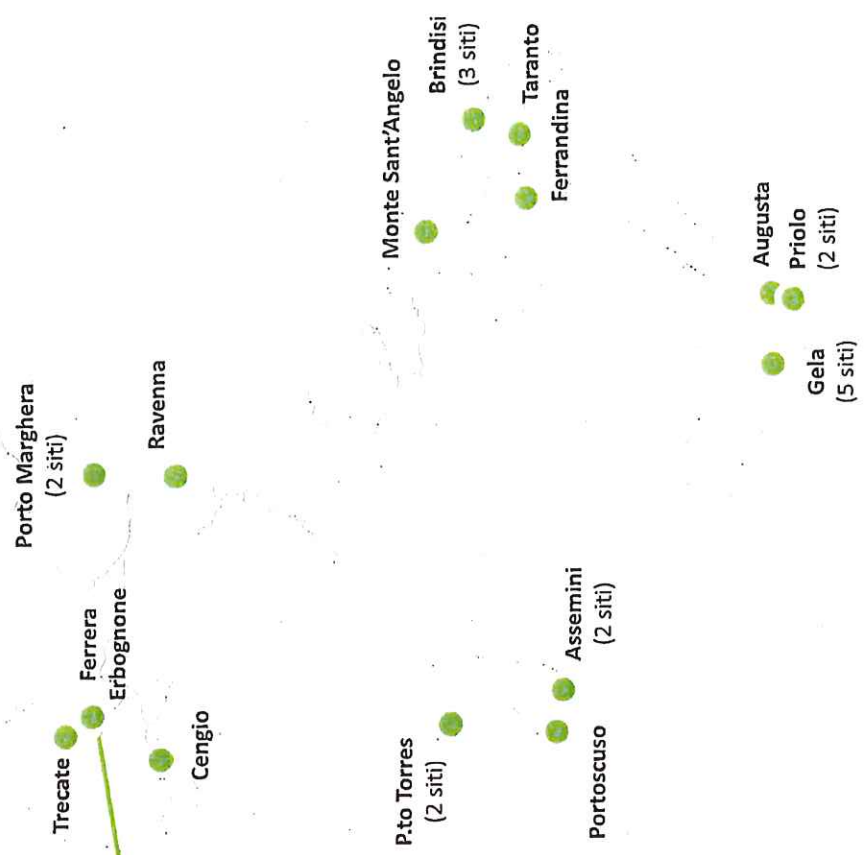 Porto Marghera
(2 siti)
Ravenna
Trecate
Ferrera
Erbognone
Cengio
Monte Sant'Angelo
Brindisi
(3 siti)
Taranto
Ferrandina
P.to Torres
(2 siti)
Portoscuso
Assemini
(2 siti)
Augusta
Priolo
(2 siti)
Gela
(5 siti)